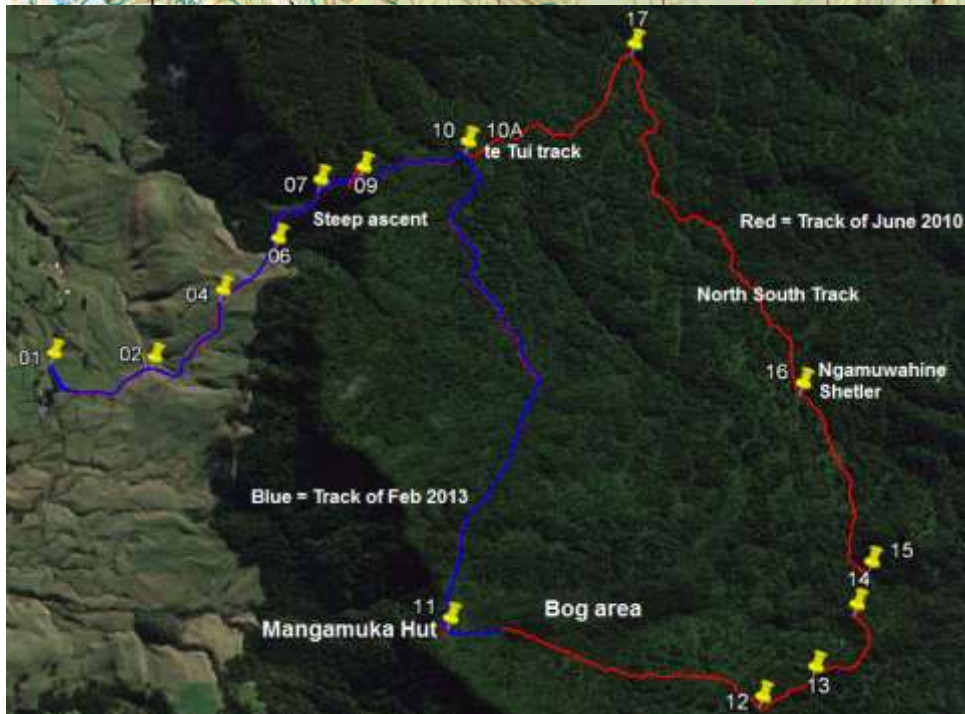 17
10
10A
te Tui track
07
09
Steep ascent
Red = Track of June 2010
06
04
North South Track
01
02
16
Ngamuwahine
Shetler
Blue = Track of Feb 2013
15
14
11
Bog area
Mangamuka Hut
13
12